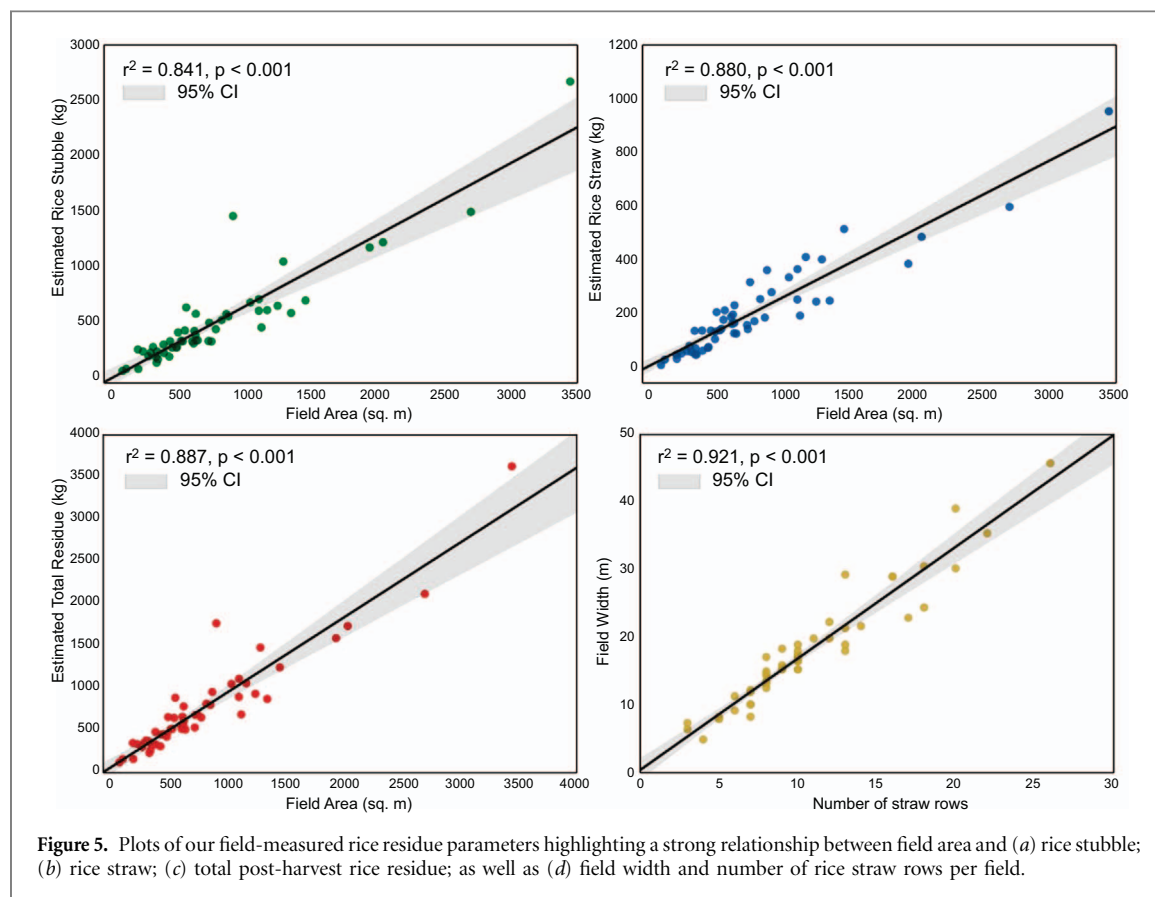 3000
2500
2000
1500
1000
500
0
Estimated Rice Stubble (kg)
r² = 0.841, p < 0.001
95% CI
0 500 1000 1500 2000 2500 3000 3500
Field Area (sq. m)
1200
1000
800
600
400
200
0
Estimated Rice Straw (kg)
r² = 0.880, p < 0.001
95% CI
0 500 1000 1500 2000 2500 3000 3500
Field Area (sq. m)
4000
3500
3000
2500
2000
1500
1000
500
0
Estimated Total Residue (kg)
r² = 0.887, p < 0.001
95% CI
0 500 1000 1500 2000 2500 3000 3500 4000
Field Area (sq. m)
50
40
30
20
10
0
Field Width (m)
r² = 0.921, p < 0.001
95% CI
0 5 10 15 20 25 30
Number of straw rows
Figure 5. Plots of our field-measured rice residue parameters highlighting a strong relationship between field area and (a) rice stubble;
(b) rice straw; (c) total post-harvest rice residue; as well as (d) field width and number of rice straw rows per field.